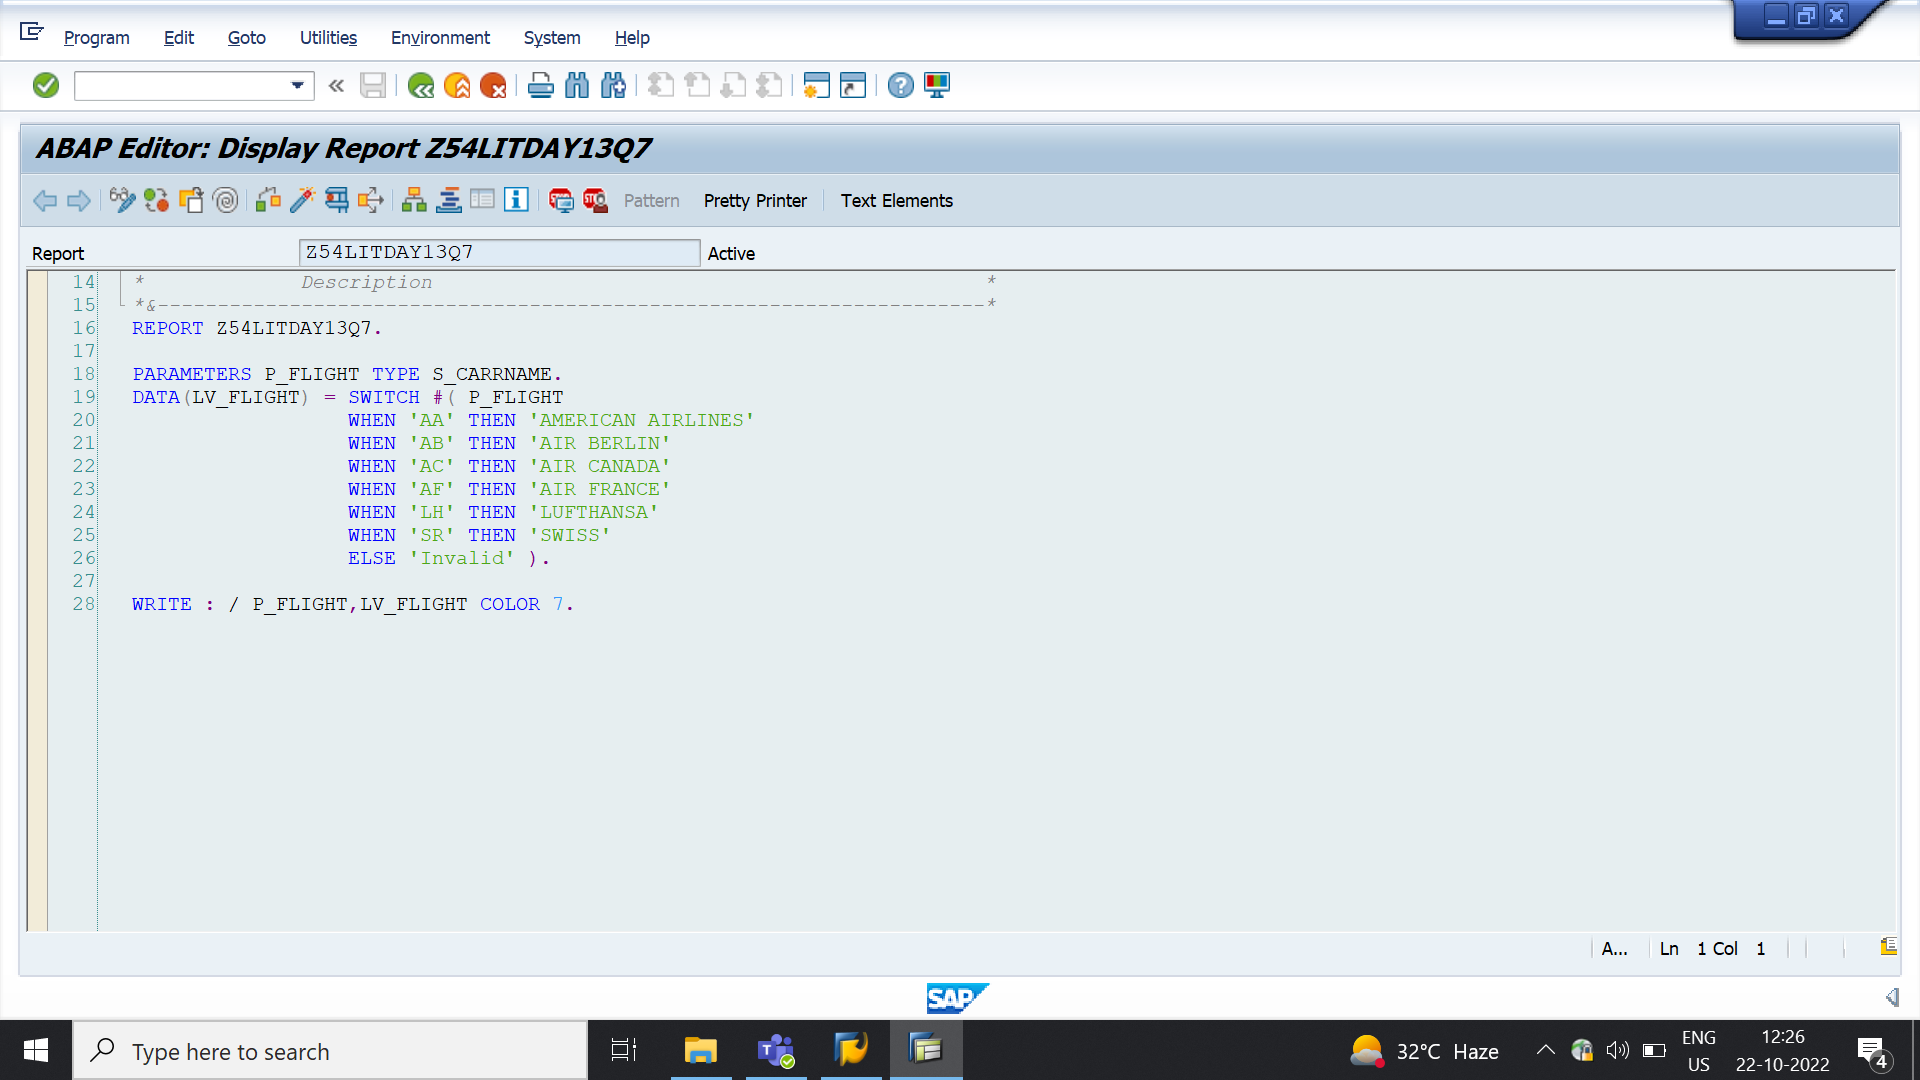 Program Edit Goto Utilities Environment System Help
ABAP Editor: Display Report Z54LITDAY13Q7
Pattern Pretty Printer Text Elements
Report Z54LITDAY13Q7 Active
14 * Description *
15 *&---------------------------------------------------------------------*
16 REPORT Z54LITDAY13Q7.
17
18 PARAMETERS P_FLIGHT TYPE S_CARRNAME.
19 DATA(LV_FLIGHT) = SWITCH #( P_FLIGHT
20 WHEN 'AA' THEN 'AMERICAN AIRLINES'
21 WHEN 'AB' THEN 'AIR BERLIN'
22 WHEN 'AC' THEN 'AIR CANADA'
23 WHEN 'AF' THEN 'AIR FRANCE'
24 WHEN 'LH' THEN 'LUFTHANSA'
25 WHEN 'SR' THEN 'SWISS'
26 ELSE 'Invalid' ).
27
28 WRITE : / P_FLIGHT,LV_FLIGHT COLOR 7.
A... Ln 1 Col 1
SAP
Type here to search
32°C Haze
ENG
US
12:26
22-10-2022
4